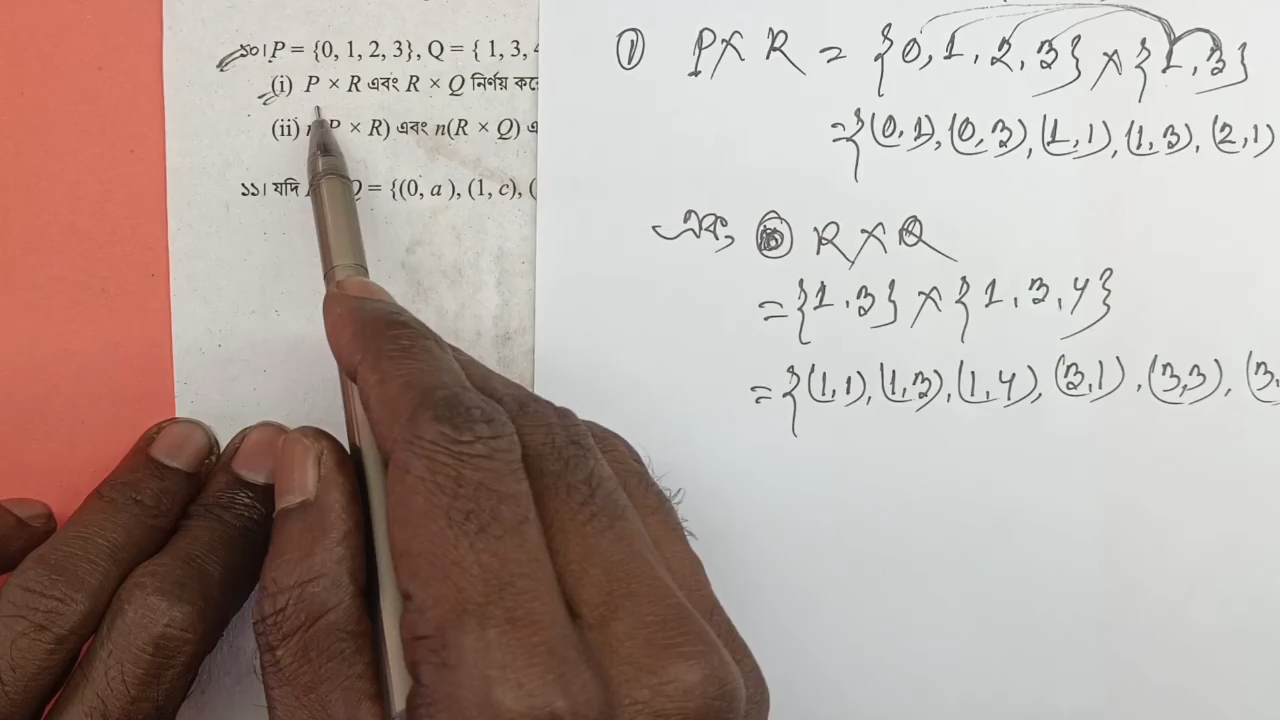 ১০। P = {0, 1, 2, 3}, Q = { 1, 3, 4
(i) P × R এবং R × Q নির্ণয় করো
(ii) P × R) এবং n(R × Q) এ
১১। যদি Q = {(0, a ), (1, c), (
① P × R = {0, 1, 2, 3} × {1, 3}
= {(0, 1), (0, 3), (1, 1), (1, 3), (2, 1)
এবং R × Q
= {1, 3} × {1, 3, 4}
= {(1, 1), (1, 3), (1, 4), (3, 1), (3, 3), (3,